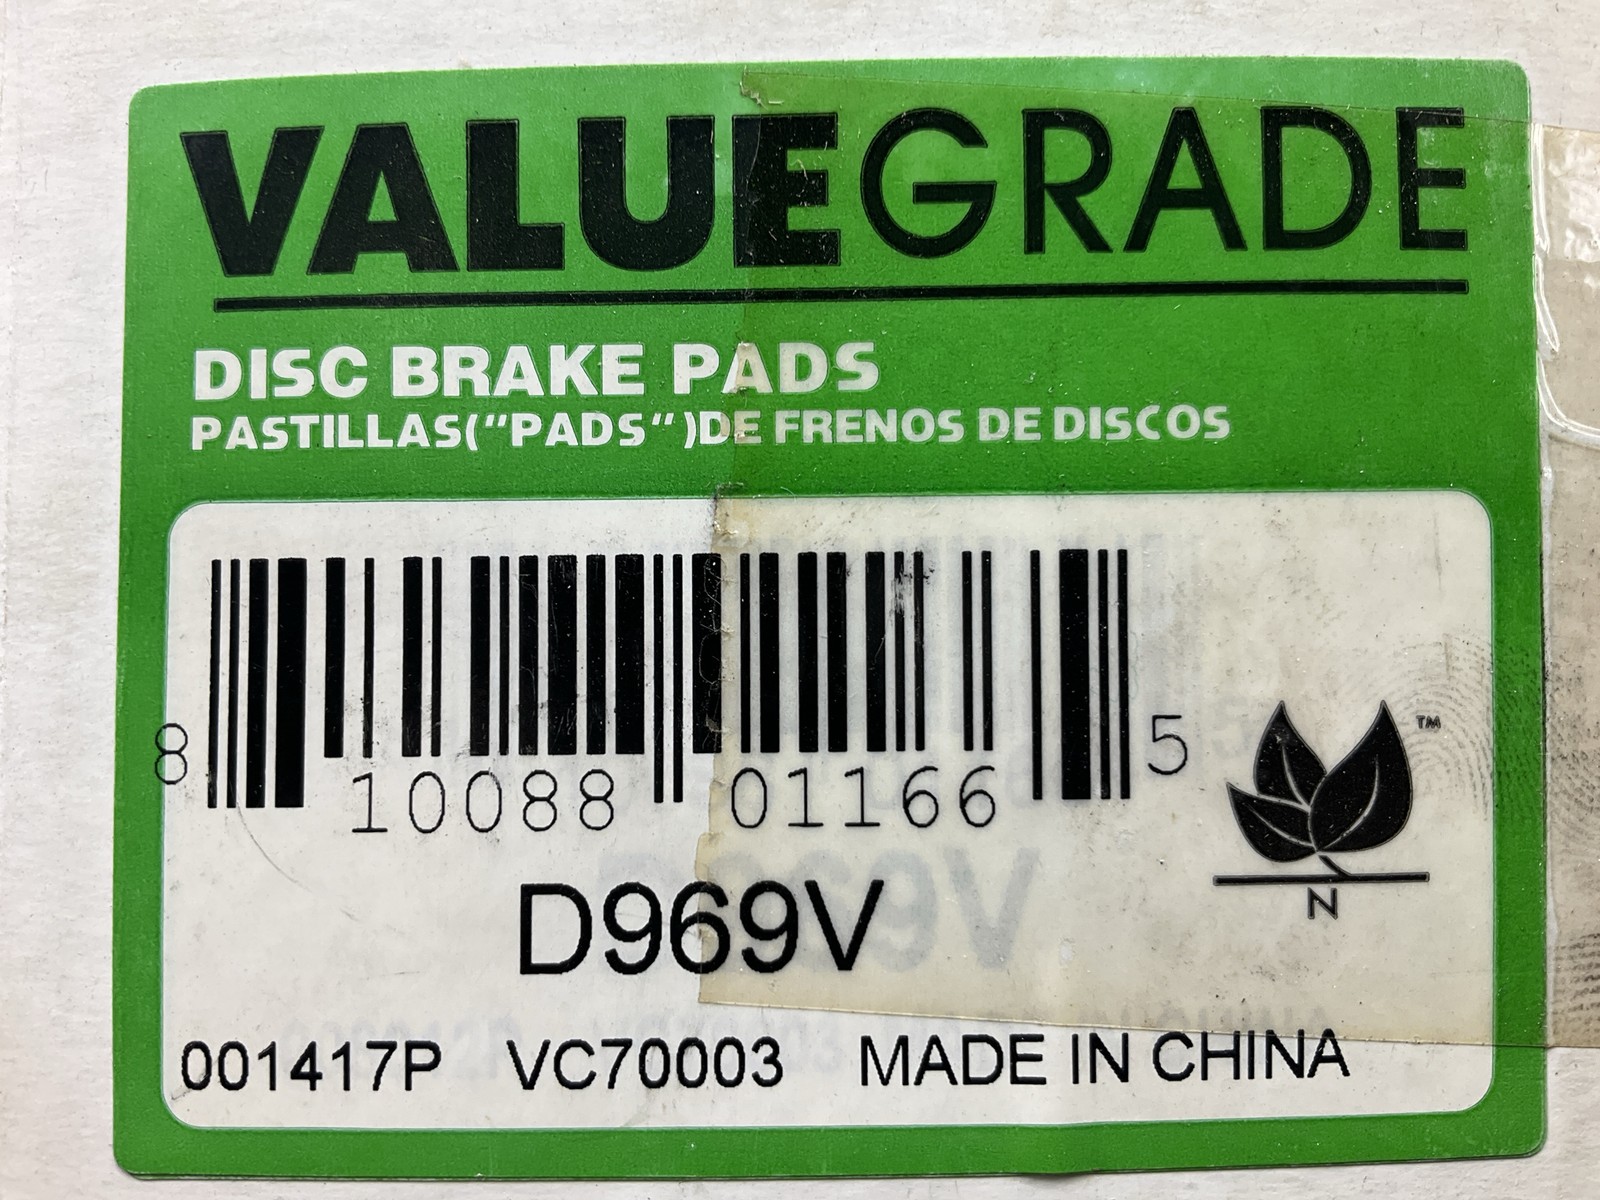 VALUEGRADE
DISC BRAKE PADS
PASTILLAS("PADS")DE FRENOS DE DISCOS
8 10088 01166 5
TM
N
D969V
001417P VC70003 MADE IN CHINA